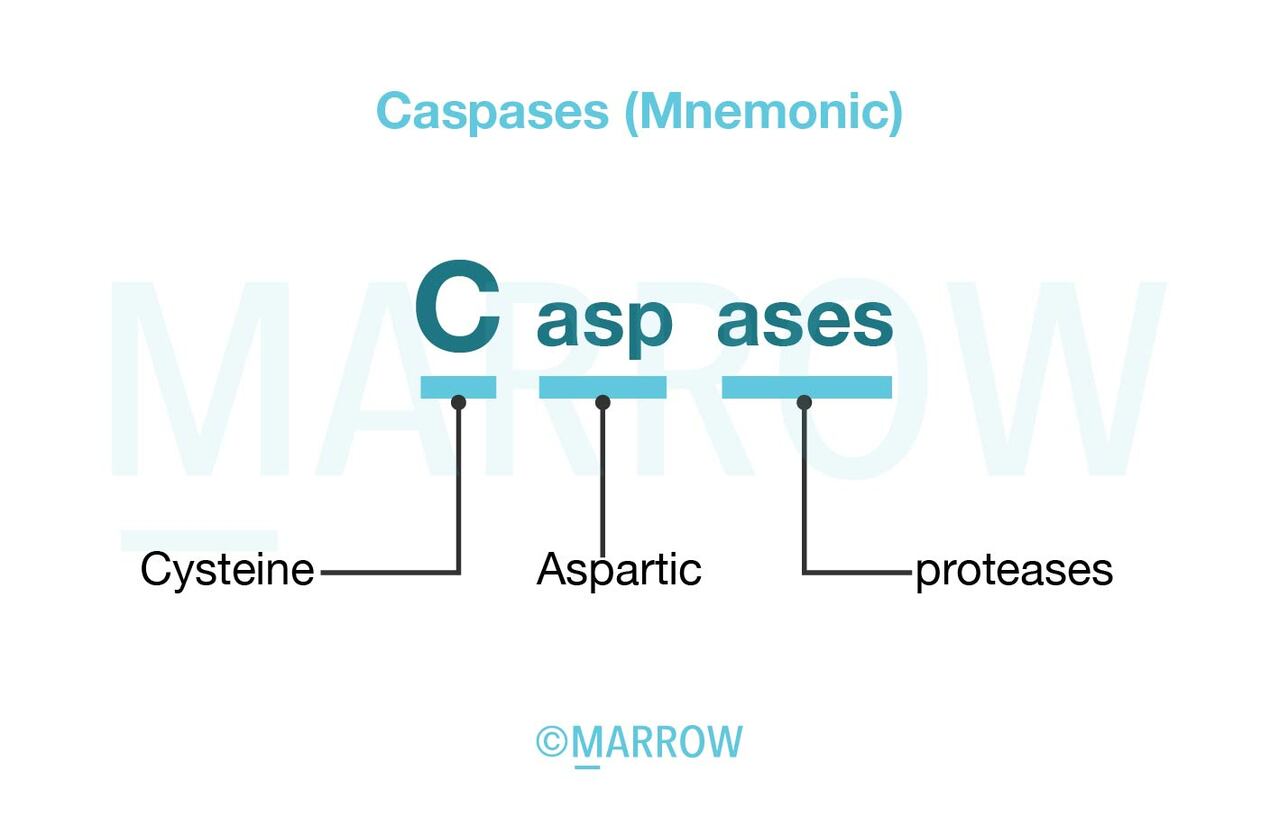 Caspases (Mnemonic)
C asp ases
MARROW
Cysteine Aspartic proteases
©MARROW